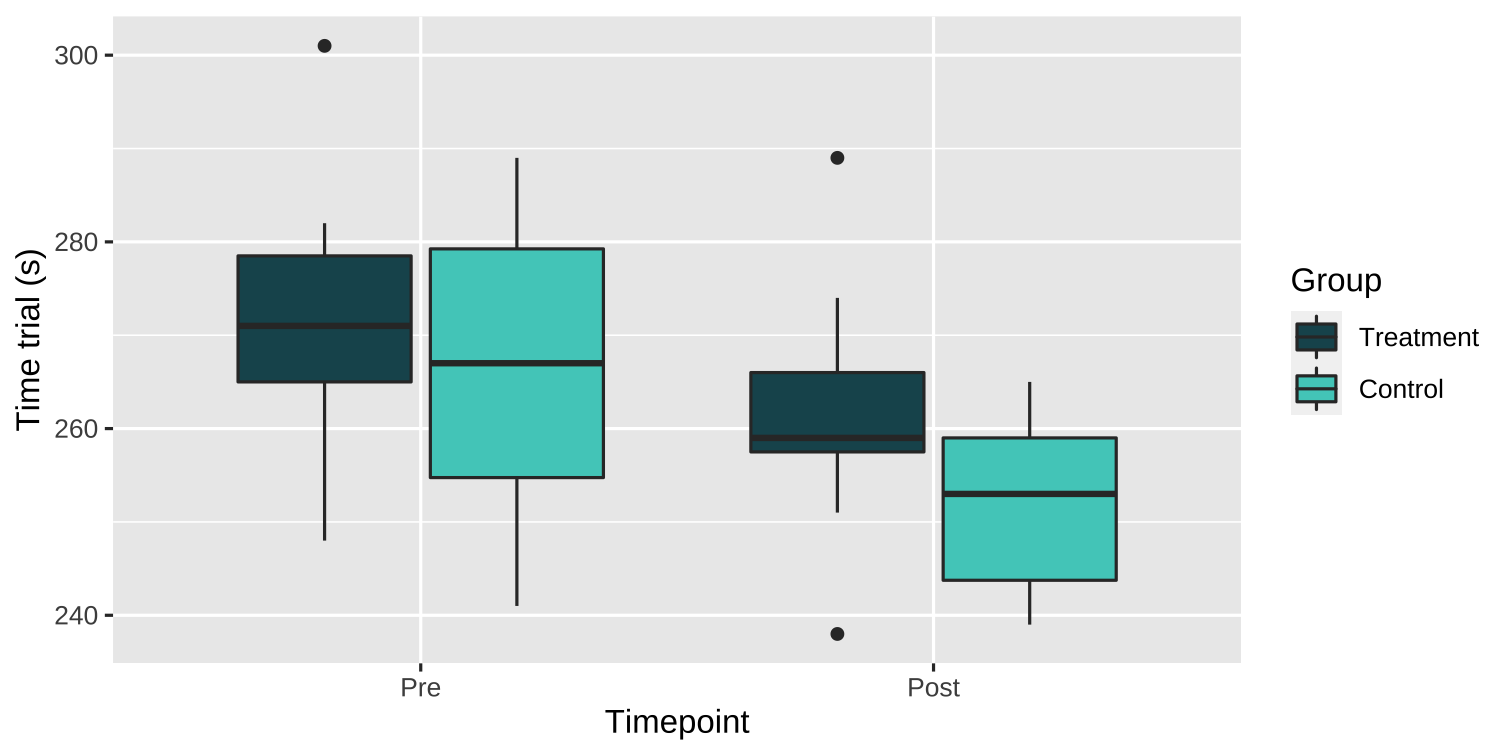 300
280
260
240
Time trial (s)
Pre
Post
Timepoint
Group
Treatment
Control